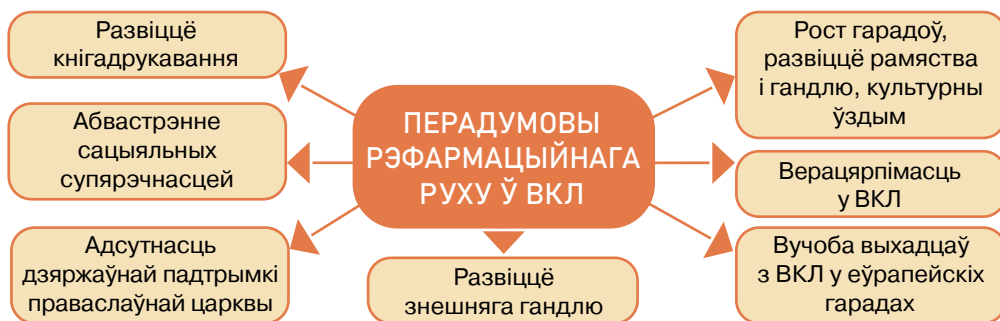 Развіццё
кнігадрукавання
Абвастрэнне
сацыяльных
супярэчнасцей
Адсутнасць
дзяржаўнай падтрымкі
праваслаўнай царквы
ПЕРАДУМОВЫ
РЭФАРМАЦЫЙНАГА
РУХУ Ў ВКЛ
Развіццё
знешняга гандлю
Рост гарадоў,
развіццё рамяства
і гандлю, культурны
ўздым
Верацярпімасць
у ВКЛ
Вучоба выхадцаў
з ВКЛ у еўрапейскіх
гарадах